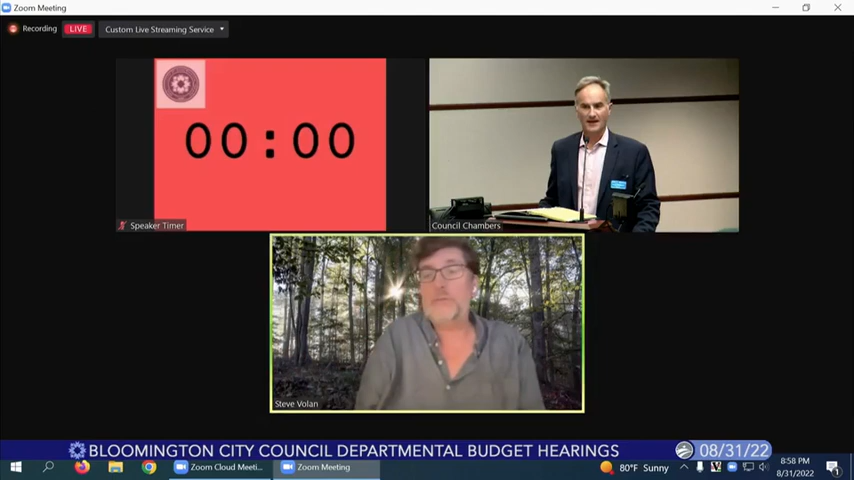 Zoom Meeting
Recording
LIVE
Custom Live Streaming Service
00:00
Speaker Timer
Council Chambers
Steve Volan
BLOOMINGTON CITY COUNCIL DEPARTMENTAL BUDGET HEARINGS
08/31/22
Zoom Cloud Meeti...
Zoom Meeting
80°F Sunny
8:58 PM
8/31/2022